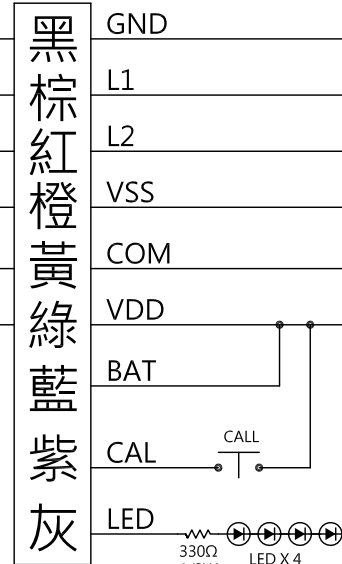 黑 GND
棕 L1
紅 L2
橙 VSS
黃 COM
綠 VDD
藍 BAT
CALL
紫 CAL
灰 LED
330Ω
LED X 4